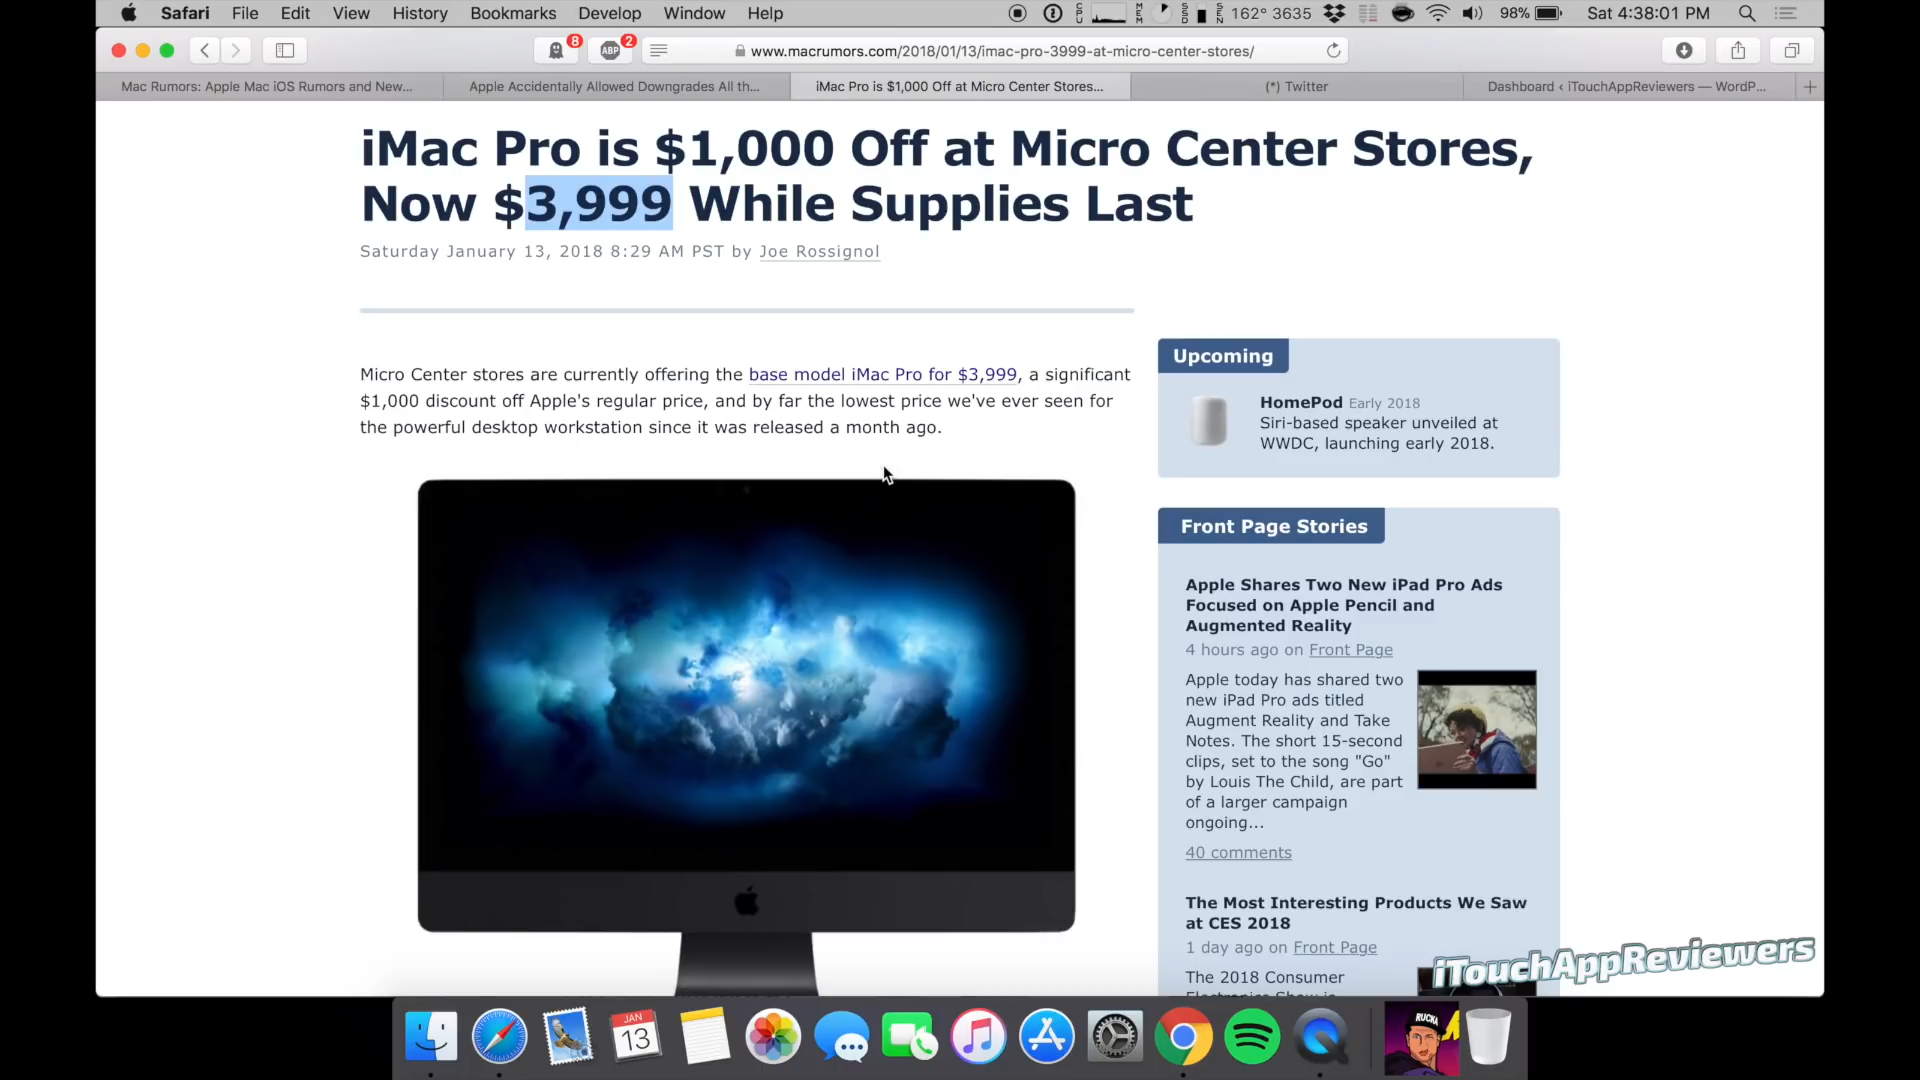 Safari File Edit View History Bookmarks Develop Window Help
CPU MEM SSD SEN 162° 3635 98% Sat 4:38:01 PM
8 ABP 2 www.macrumors.com/2018/01/13/imac-pro-3999-at-micro-center-stores/
Mac Rumors: Apple Mac iOS Rumors and New...
Apple Accidentally Allowed Downgrades All th...
iMac Pro is $1,000 Off at Micro Center Stores...
(*) Twitter
Dashboard ‹ iTouchAppReviewers — WordP...
iMac Pro is $1,000 Off at Micro Center Stores,
Now $3,999 While Supplies Last
Saturday January 13, 2018 8:29 AM PST by Joe Rossignol
Micro Center stores are currently offering the base model iMac Pro for $3,999, a significant
$1,000 discount off Apple's regular price, and by far the lowest price we've ever seen for
the powerful desktop workstation since it was released a month ago.
Upcoming
HomePod Early 2018
Siri-based speaker unveiled at
WWDC, launching early 2018.
Front Page Stories
Apple Shares Two New iPad Pro Ads
Focused on Apple Pencil and
Augmented Reality
4 hours ago on Front Page
Apple today has shared two
new iPad Pro ads titled
Augment Reality and Take
Notes. The short 15-second
clips, set to the song "Go"
by Louis The Child, are part
of a larger campaign
ongoing...
40 comments
The Most Interesting Products We Saw
at CES 2018
1 day ago on Front Page
The 2018 Consumer
Electronics Show is
iTouchAppReviewers
JAN
13
RUCKA